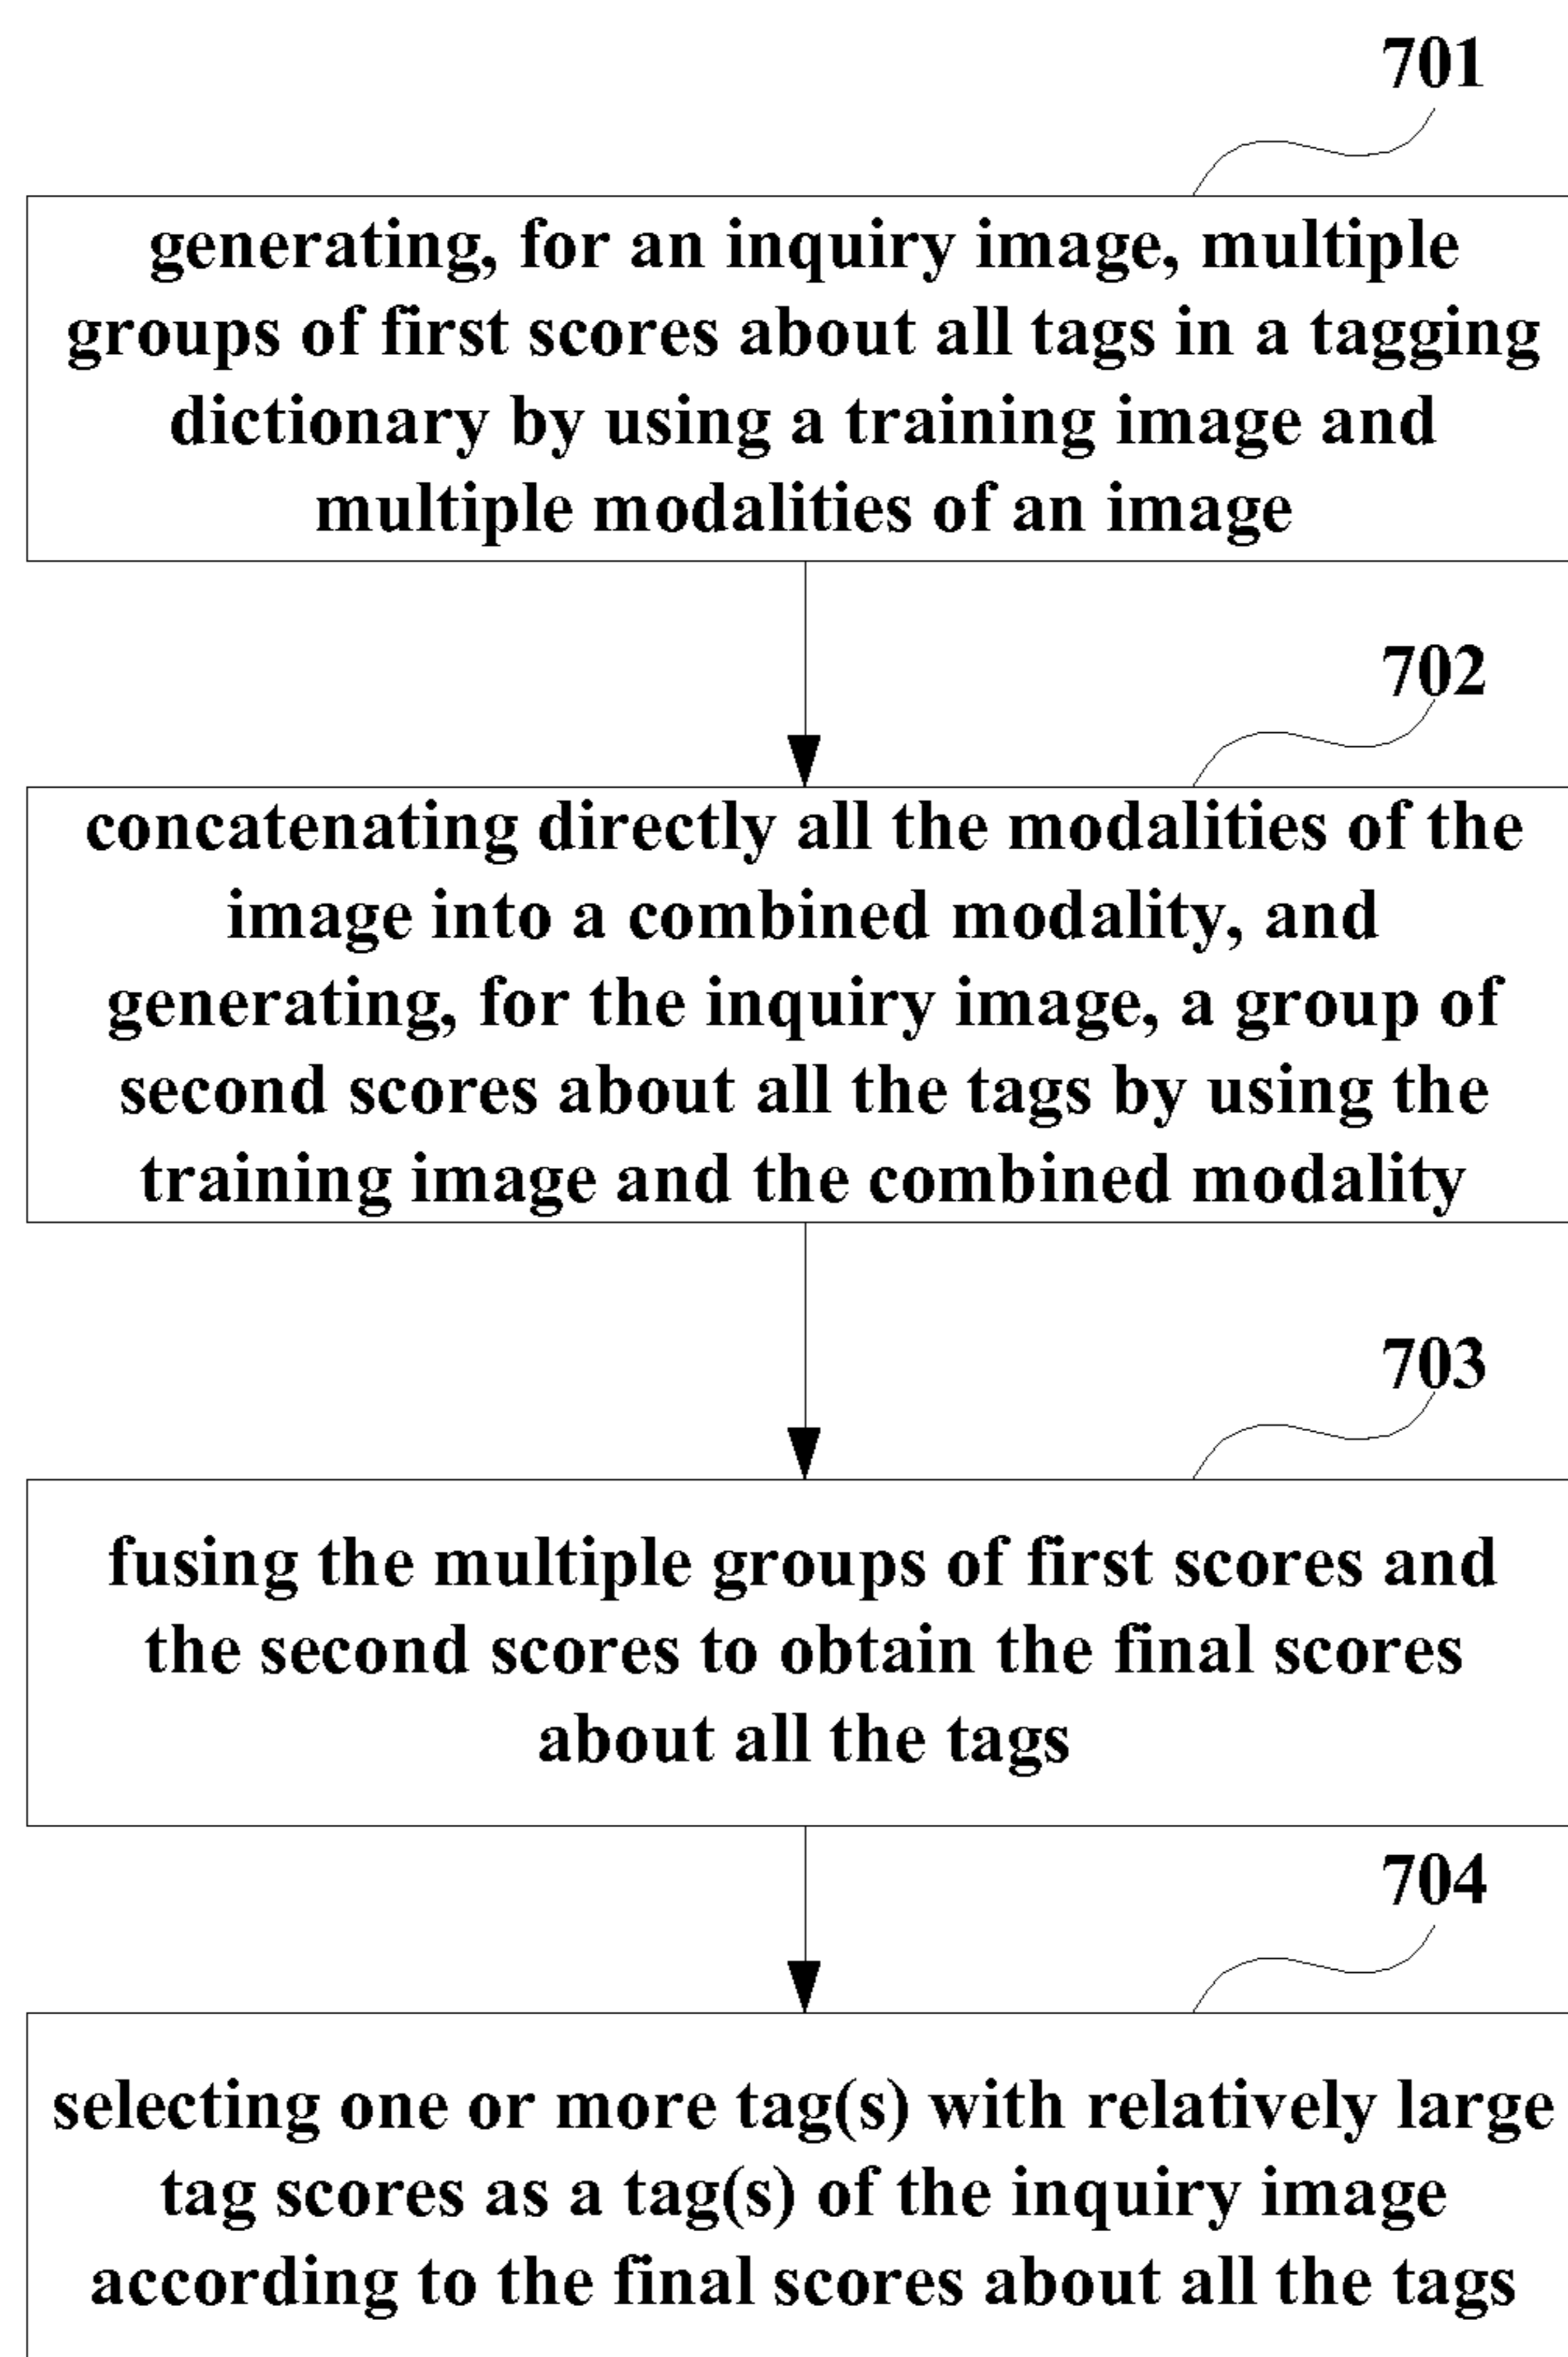 701
generating, for an inquiry image, multiple
groups of first scores about all tags in a tagging
dictionary by using a training image and
multiple modalities of an image
702
concatenating directly all the modalities of the
image into a combined modality, and
generating, for the inquiry image, a group of
second scores about all the tags by using the
training image and the combined modality
703
fusing the multiple groups of first scores and
the second scores to obtain the final scores
about all the tags
704
selecting one or more tag(s) with relatively large
tag scores as a tag(s) of the inquiry image
according to the final scores about all the tags